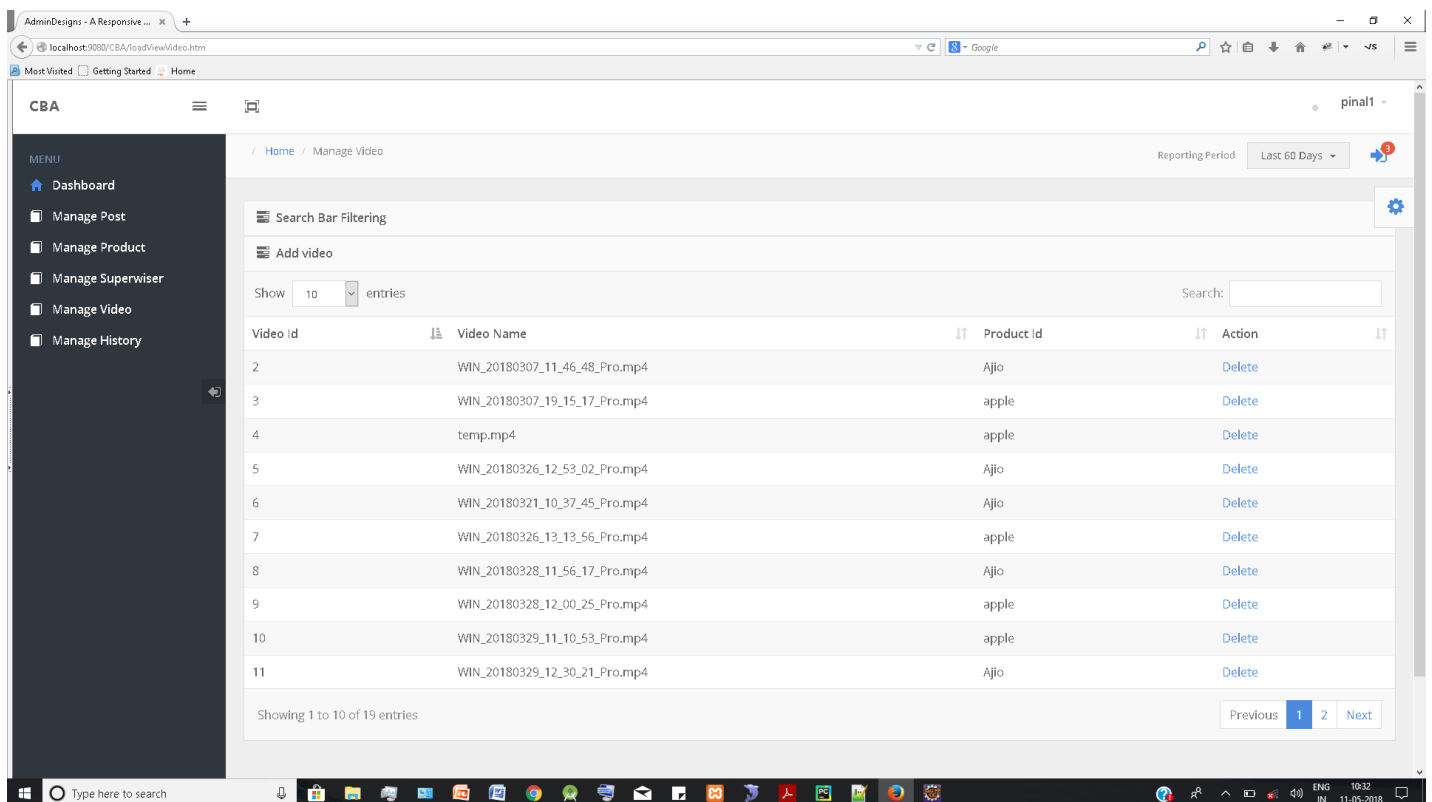 AdminDesigns - A Responsive ...
localhost:9080/CBA/loadViewVideo.htm
Google
Most Visited Getting Started Home
CBA
pinal1
MENU
/ Home / Manage Video
Reporting Period Last 60 Days 3
Dashboard
Manage Post
Manage Product
Manage Superwiser
Manage Video
Manage History
Search Bar Filtering
Add video
Show 10 entries Search:
Video Id Video Name Product Id Action
2 WIN_20180307_11_46_48_Pro.mp4 Ajio Delete
3 WIN_20180307_19_15_17_Pro.mp4 apple Delete
4 temp.mp4 apple Delete
5 WIN_20180326_12_53_02_Pro.mp4 Ajio Delete
6 WIN_20180321_10_37_45_Pro.mp4 Ajio Delete
7 WIN_20180326_13_13_56_Pro.mp4 apple Delete
8 WIN_20180328_11_56_17_Pro.mp4 Ajio Delete
9 WIN_20180328_12_00_25_Pro.mp4 apple Delete
10 WIN_20180329_11_10_53_Pro.mp4 apple Delete
11 WIN_20180329_12_30_21_Pro.mp4 Ajio Delete
Showing 1 to 10 of 19 entries Previous 1 2 Next
Type here to search
ENG 10:32
IN 11-05-2018